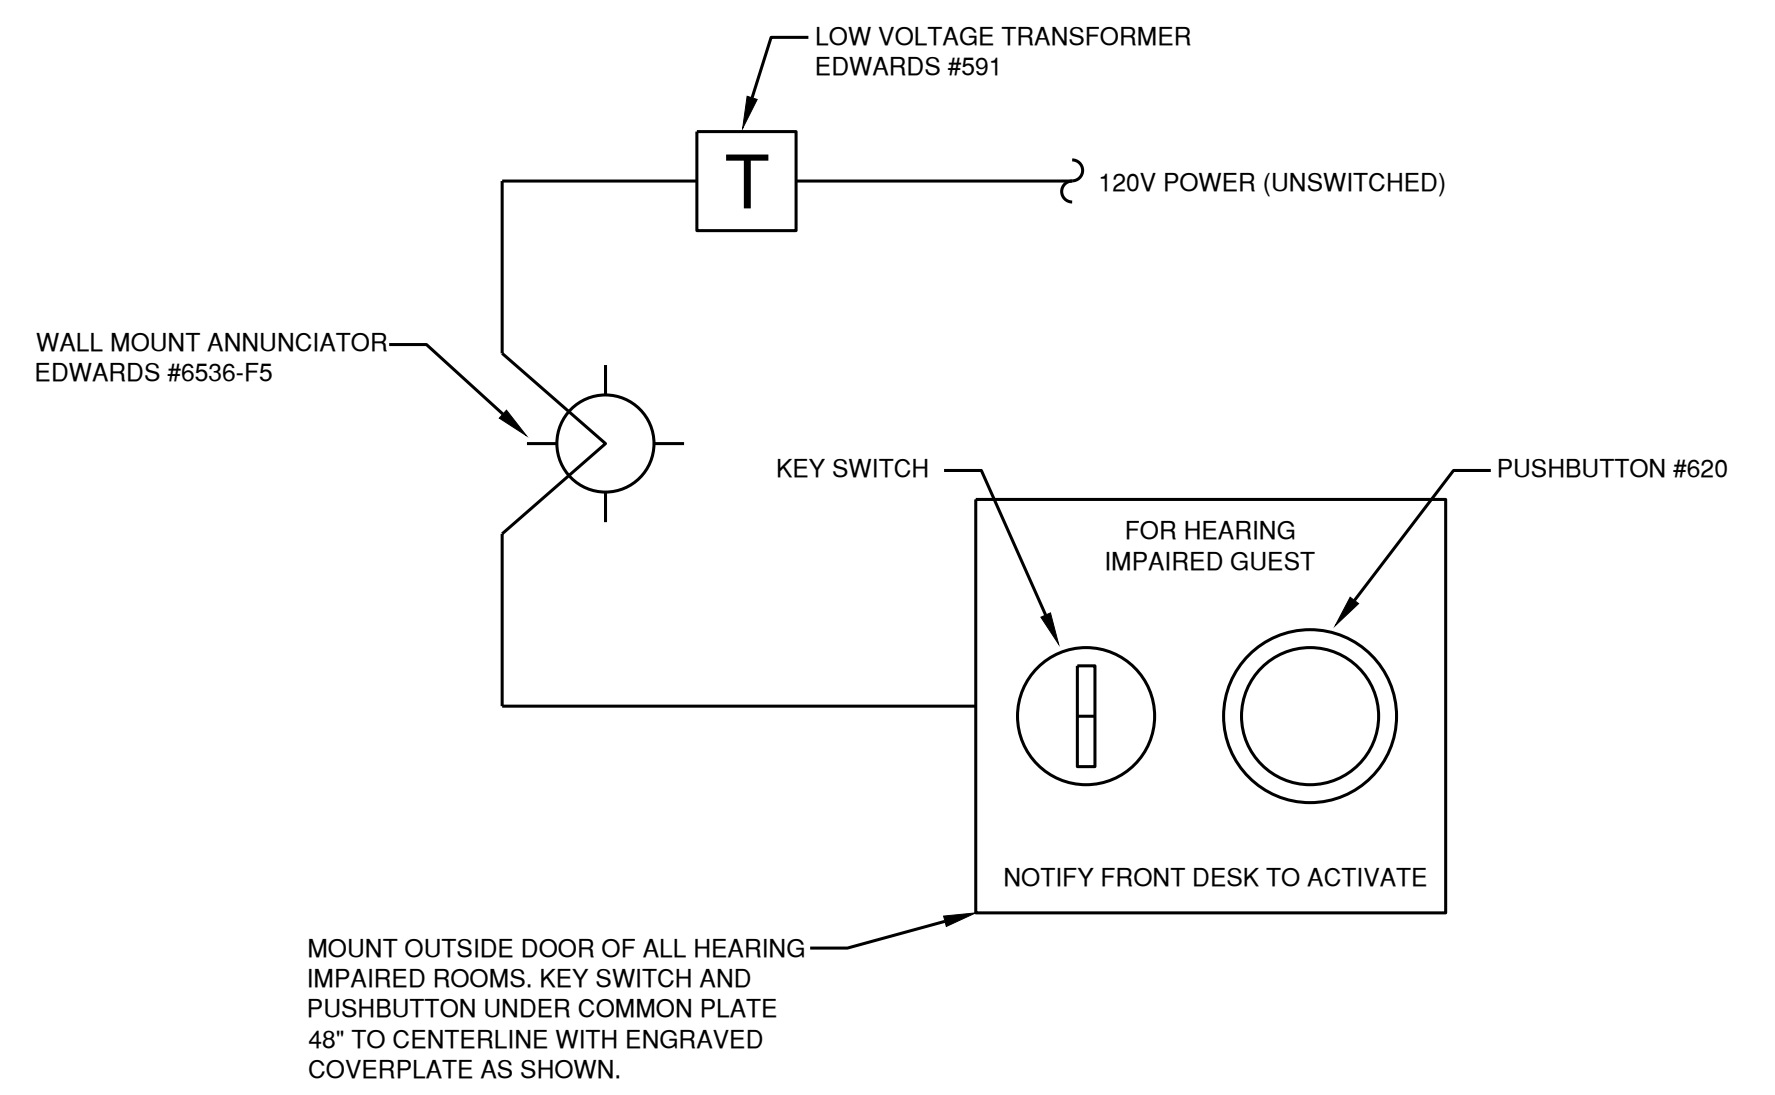 LOW VOLTAGE TRANSFORMER
EDWARDS #591
T
120V POWER (UNSWITCHED)
WALL MOUNT ANNUNCIATOR
EDWARDS #6536-F5
KEY SWITCH
PUSHBUTTON #620
FOR HEARING
IMPAIRED GUEST
NOTIFY FRONT DESK TO ACTIVATE
MOUNT OUTSIDE DOOR OF ALL HEARING
IMPAIRED ROOMS. KEY SWITCH AND
PUSHBUTTON UNDER COMMON PLATE
48" TO CENTERLINE WITH ENGRAVED
COVERPLATE AS SHOWN.